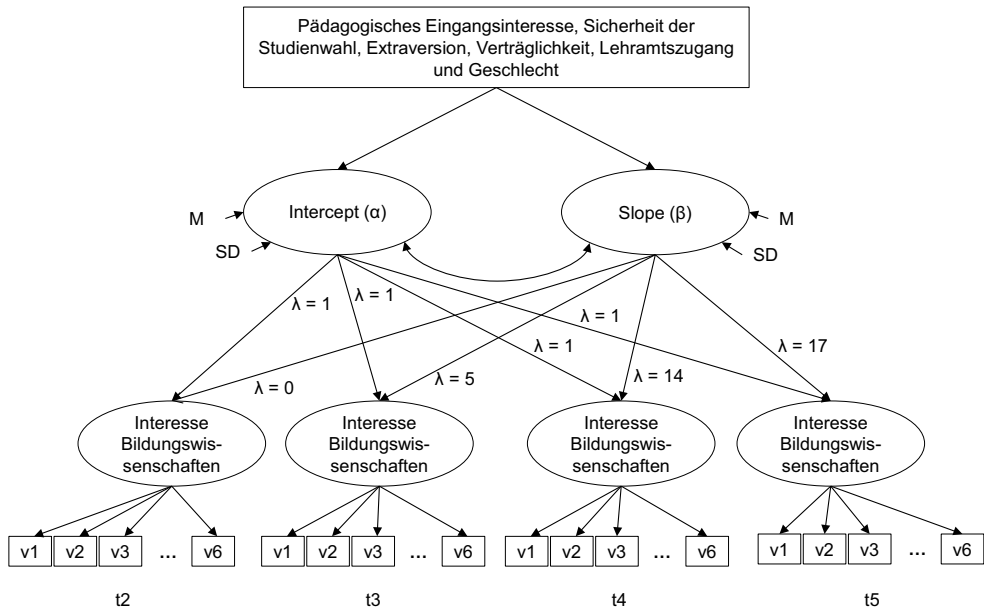 Pädagogisches Eingangsinteresse, Sicherheit der
Studienwahl, Extraversion, Verträglichkeit, Lehramtszugang
und Geschlecht
Intercept (α)
Slope (β)
M
M
SD
SD
λ = 1
λ = 1
λ = 1
λ = 1
λ = 17
λ = 0
λ = 5
λ = 14
Interesse
Bildungswis-
senschaften
Interesse
Bildungswis-
senschaften
Interesse
Bildungswis-
senschaften
Interesse
Bildungswis-
senschaften
v1 v2 v3 ... v6
v1 v2 v3 ... v6
v1 v2 v3 ... v6
v1 v2 v3 ... v6
t2 t3 t4 t5